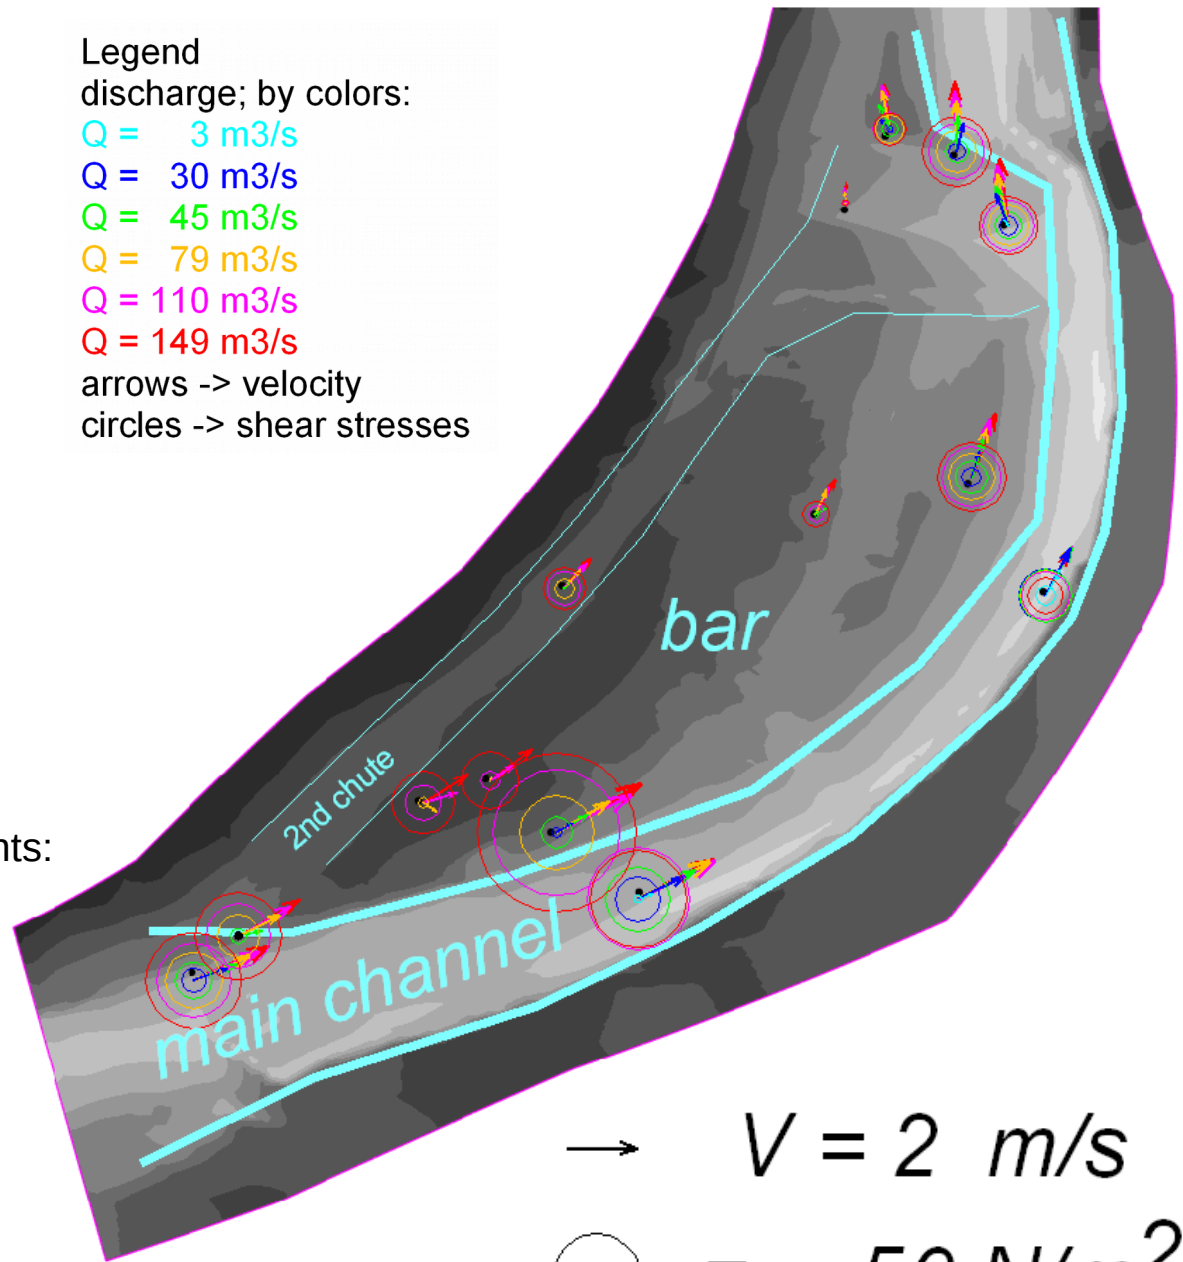 Legend
discharge; by colors:
Q = 3 m3/s
Q = 30 m3/s
Q = 45 m3/s
Q = 79 m3/s
Q = 110 m3/s
Q = 149 m3/s
arrows -> velocity
circles -> shear stresses
bar
2nd chute
nts:
main channel
V = 2 m/s